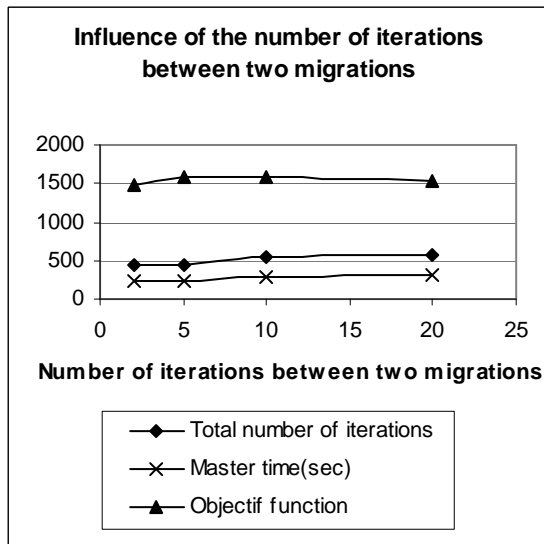 Influence of the number of iterations
between two migrations
2000
1500
1000
500
0
0 5 10 15 20 25
Number of iterations between two migrations
Total number of iterations
Master time(sec)
Objectif function